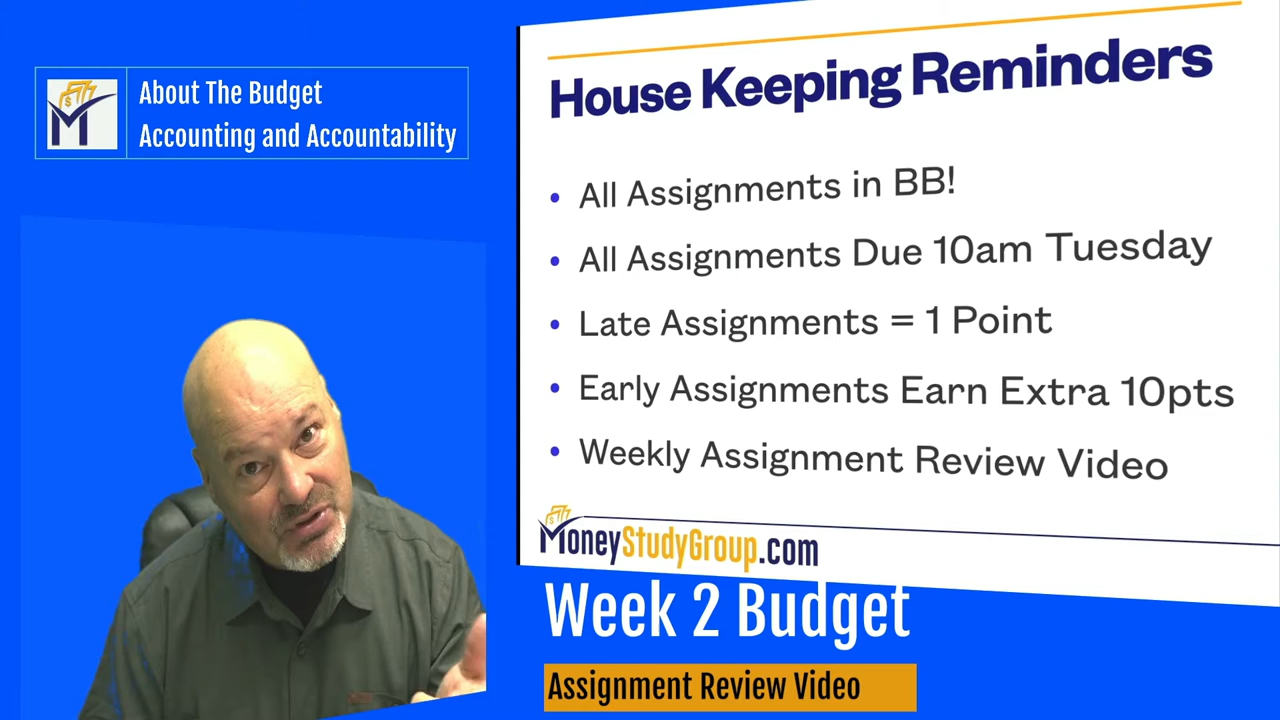 About The Budget
Accounting and Accountability
House Keeping Reminders
• All Assignments in BB!
• All Assignments Due 10am Tuesday
• Late Assignments = 1 Point
• Early Assignments Earn Extra 10pts
• Weekly Assignment Review Video
MoneyStudyGroup.com
Week 2 Budget
Assignment Review Video